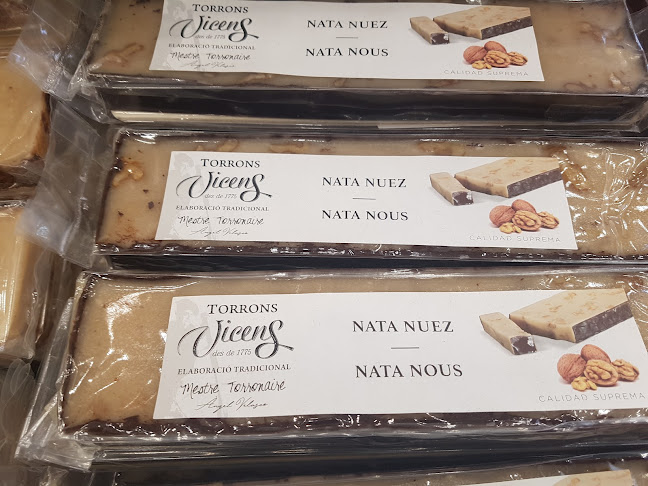 TORRONS
Vicens
des de 1775
ELABORACIÓ TRADICIONAL
Mestre Torronaire
NATA NUEZ
NATA NOUS
CALIDAD SUPREMA
TORRONS
Vicens
des de 1775
ELABORACIÓ TRADICIONAL
Mestre Torronaire
NATA NUEZ
NATA NOUS
CALIDAD SUPREMA
TORRONS
Vicens
des de 1775
ELABORACIÓ TRADICIONAL
Mestre Torronaire
Àngel Velasco
NATA NUEZ
NATA NOUS
CALIDAD SUPREMA